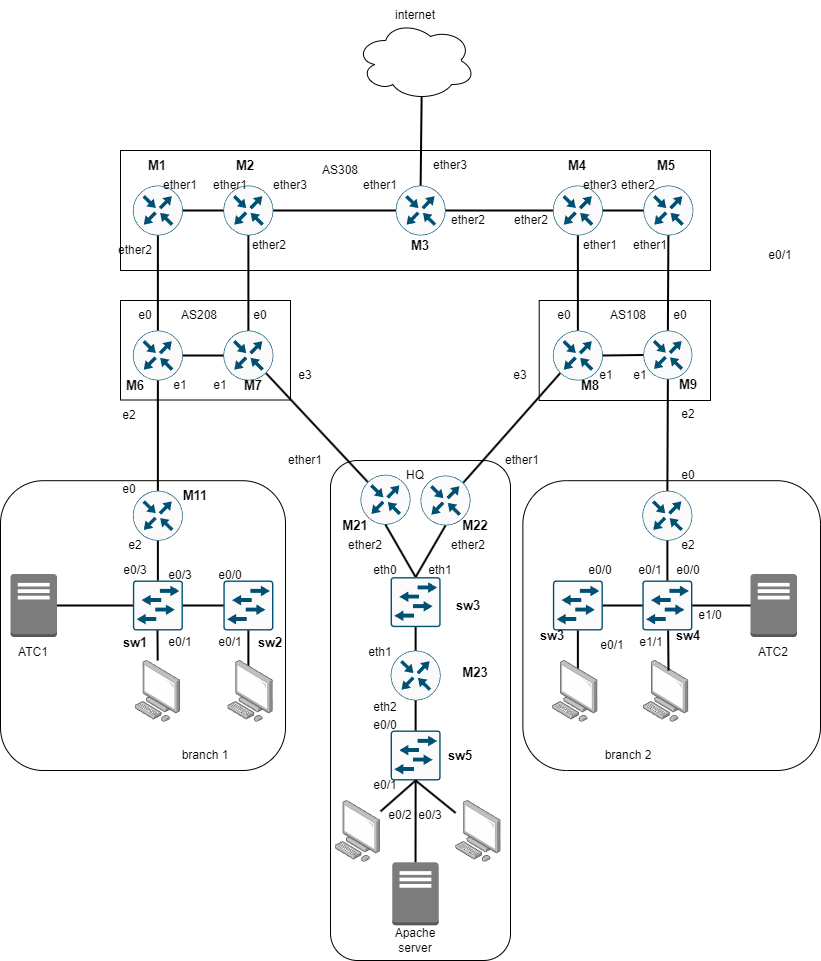 internet
ether3
AS308
M1
M2
M4
M5
ether1
ether1
ether3
ether1
ether3
ether2
ether2
ether2
M3
ether2
ether2
ether1
ether1
e0/1
e0
AS208
e0
e0
AS108
e0
M6
e1
e1
M7
e3
e3
M8
e1
e1
M9
e2
e2
ether1
HQ
ether1
e0
M11
e0
M21
M22
e2
ether2
ether2
e2
e0/3
e0/3
e0/0
eth0
eth1
e0/0
e0/1
e0/0
sw3
e1/0
sw1
e0/1
e0/1
sw2
sw3
e0/1
e1/1
sw4
ATC1
eth1
M23
ATC2
eth2
e0/0
branch 1
sw5
branch 2
e0/1
e0/2
e0/3
Apache
server